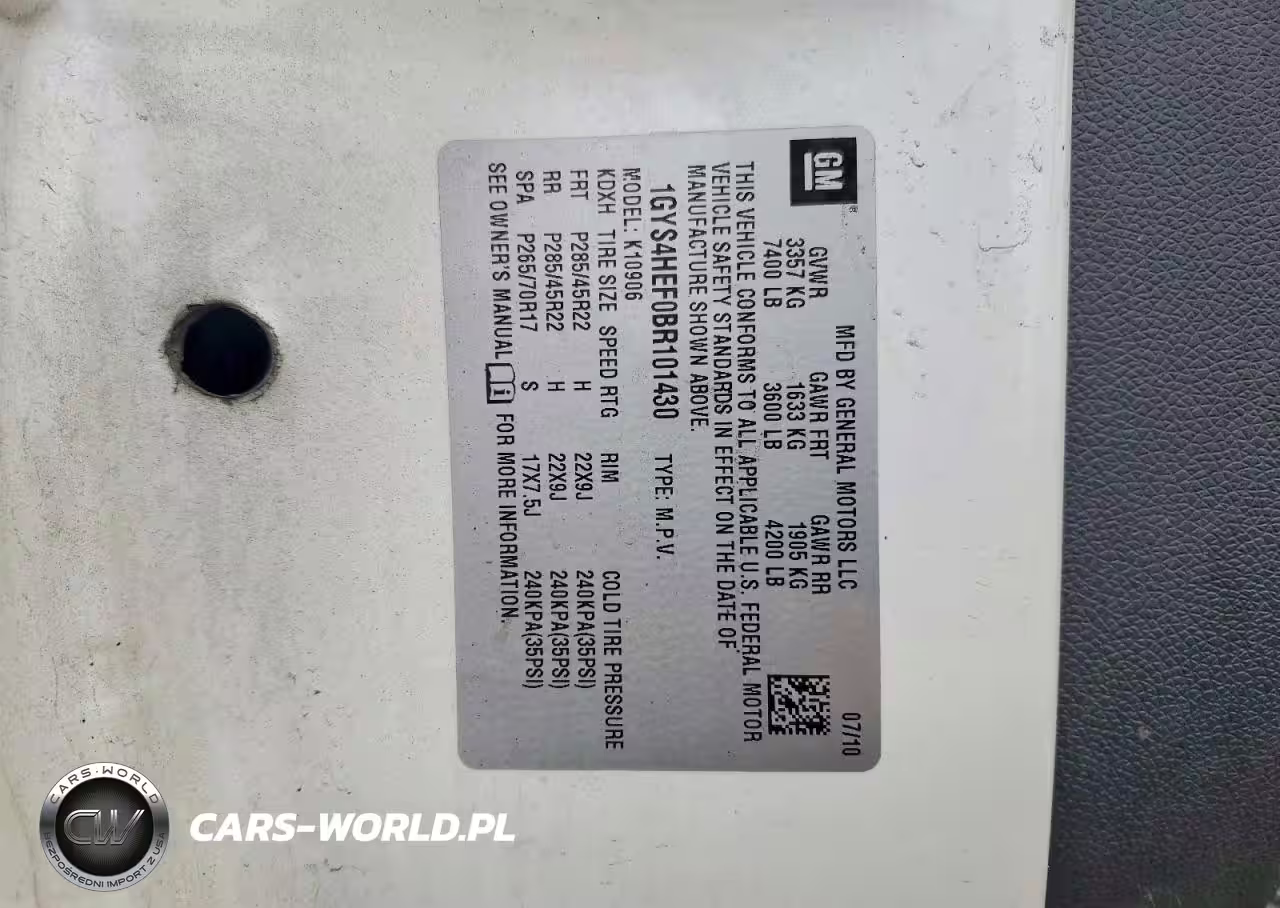 GM®
MFD BY GENERAL MOTORS LLC 07/10
GVWR GAWR FRT GAWR RR
3357 KG 1633 KG 1905 KG
7400 LB 3600 LB 4200 LB
THIS VEHICLE CONFORMS TO ALL APPLICABLE U.S. FEDERAL MOTOR
VEHICLE SAFETY STANDARDS IN EFFECT ON THE DATE OF
MANUFACTURE SHOWN ABOVE.
1GYS4HEF0BR101430 TYPE: M.P.V.
MODEL: K10906
KDXH TIRE SIZE SPEED RTG RIM COLD TIRE PRESSURE
FRT P285/45R22 H 22X9J 240KPA(35PSI)
RR P285/45R22 H 22X9J 240KPA(35PSI)
SPA P265/70R17 S 17X7.5J 240KPA(35PSI)
SEE OWNER'S MANUAL i FOR MORE INFORMATION.
CARS-WORLD
CW
BEZPOŚREDNI IMPORT Z USA
CARS-WORLD.PL